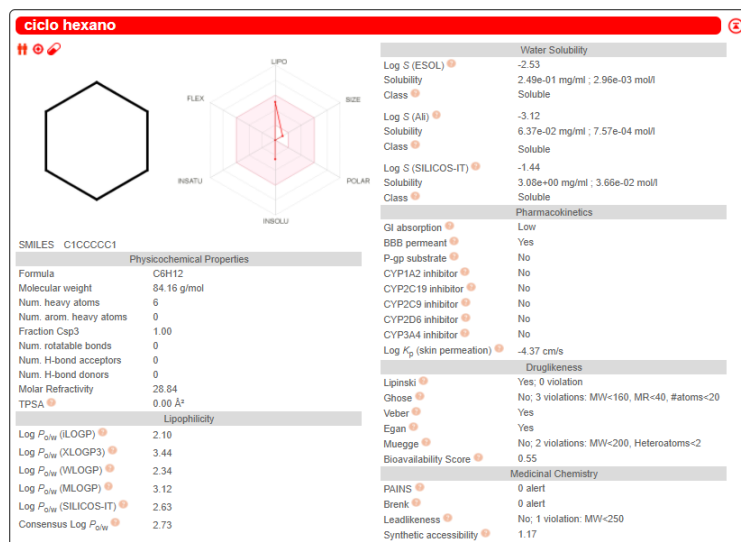 ciclo hexano
LIPO
FLEX
SIZE
INSATU
POLAR
INSOLU
SMILES C1CCCCC1
Physicochemical Properties
Formula C6H12
Molecular weight 84.16 g/mol
Num. heavy atoms 6
Num. arom. heavy atoms 0
Fraction Csp3 1.00
Num. rotatable bonds 0
Num. H-bond acceptors 0
Num. H-bond donors 0
Molar Refractivity 28.84
TPSA ? 0.00 Å²
Lipophilicity
Log Po/w (iLOGP) ? 2.10
Log Po/w (XLOGP3) ? 3.44
Log Po/w (WLOGP) ? 2.34
Log Po/w (MLOGP) ? 3.12
Log Po/w (SILICOS-IT) ? 2.63
Consensus Log Po/w ? 2.73
Water Solubility
Log S (ESOL) ? -2.53
Solubility 2.49e-01 mg/ml ; 2.96e-03 mol/l
Class ? Soluble
Log S (Ali) ? -3.12
Solubility 6.37e-02 mg/ml ; 7.57e-04 mol/l
Class ? Soluble
Log S (SILICOS-IT) ? -1.44
Solubility 3.08e+00 mg/ml ; 3.66e-02 mol/l
Class ? Soluble
Pharmacokinetics
GI absorption ? Low
BBB permeant ? Yes
P-gp substrate ? No
CYP1A2 inhibitor ? No
CYP2C19 inhibitor ? No
CYP2C9 inhibitor ? No
CYP2D6 inhibitor ? No
CYP3A4 inhibitor ? No
Log Kp (skin permeation) ? -4.37 cm/s
Druglikeness
Lipinski ? Yes; 0 violation
Ghose ? No; 3 violations: MW<160, MR<40, #atoms<20
Veber ? Yes
Egan ? Yes
Muegge ? No; 2 violations: MW<200, Heteroatoms<2
Bioavailability Score ? 0.55
Medicinal Chemistry
PAINS ? 0 alert
Brenk ? 0 alert
Leadlikeness ? No; 1 violation: MW<250
Synthetic accessibility ? 1.17